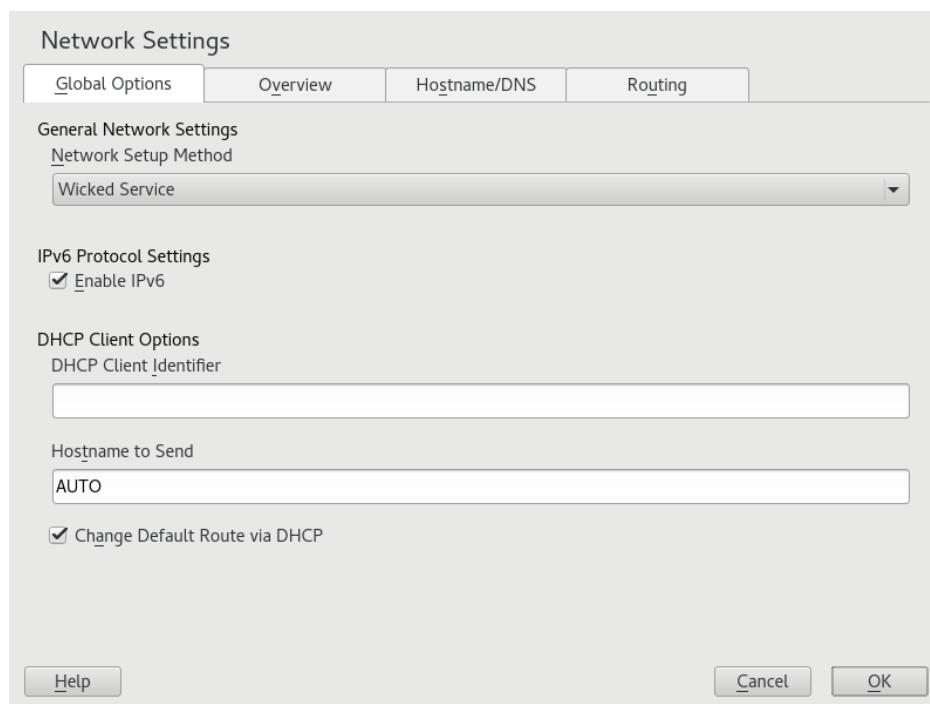 Network Settings
Global Options
Overview
Hostname/DNS
Routing
General Network Settings
Network Setup Method
Wicked Service
IPv6 Protocol Settings
Enable IPv6
DHCP Client Options
DHCP Client Identifier
Hostname to Send
AUTO
Change Default Route via DHCP
Help
Cancel
OK